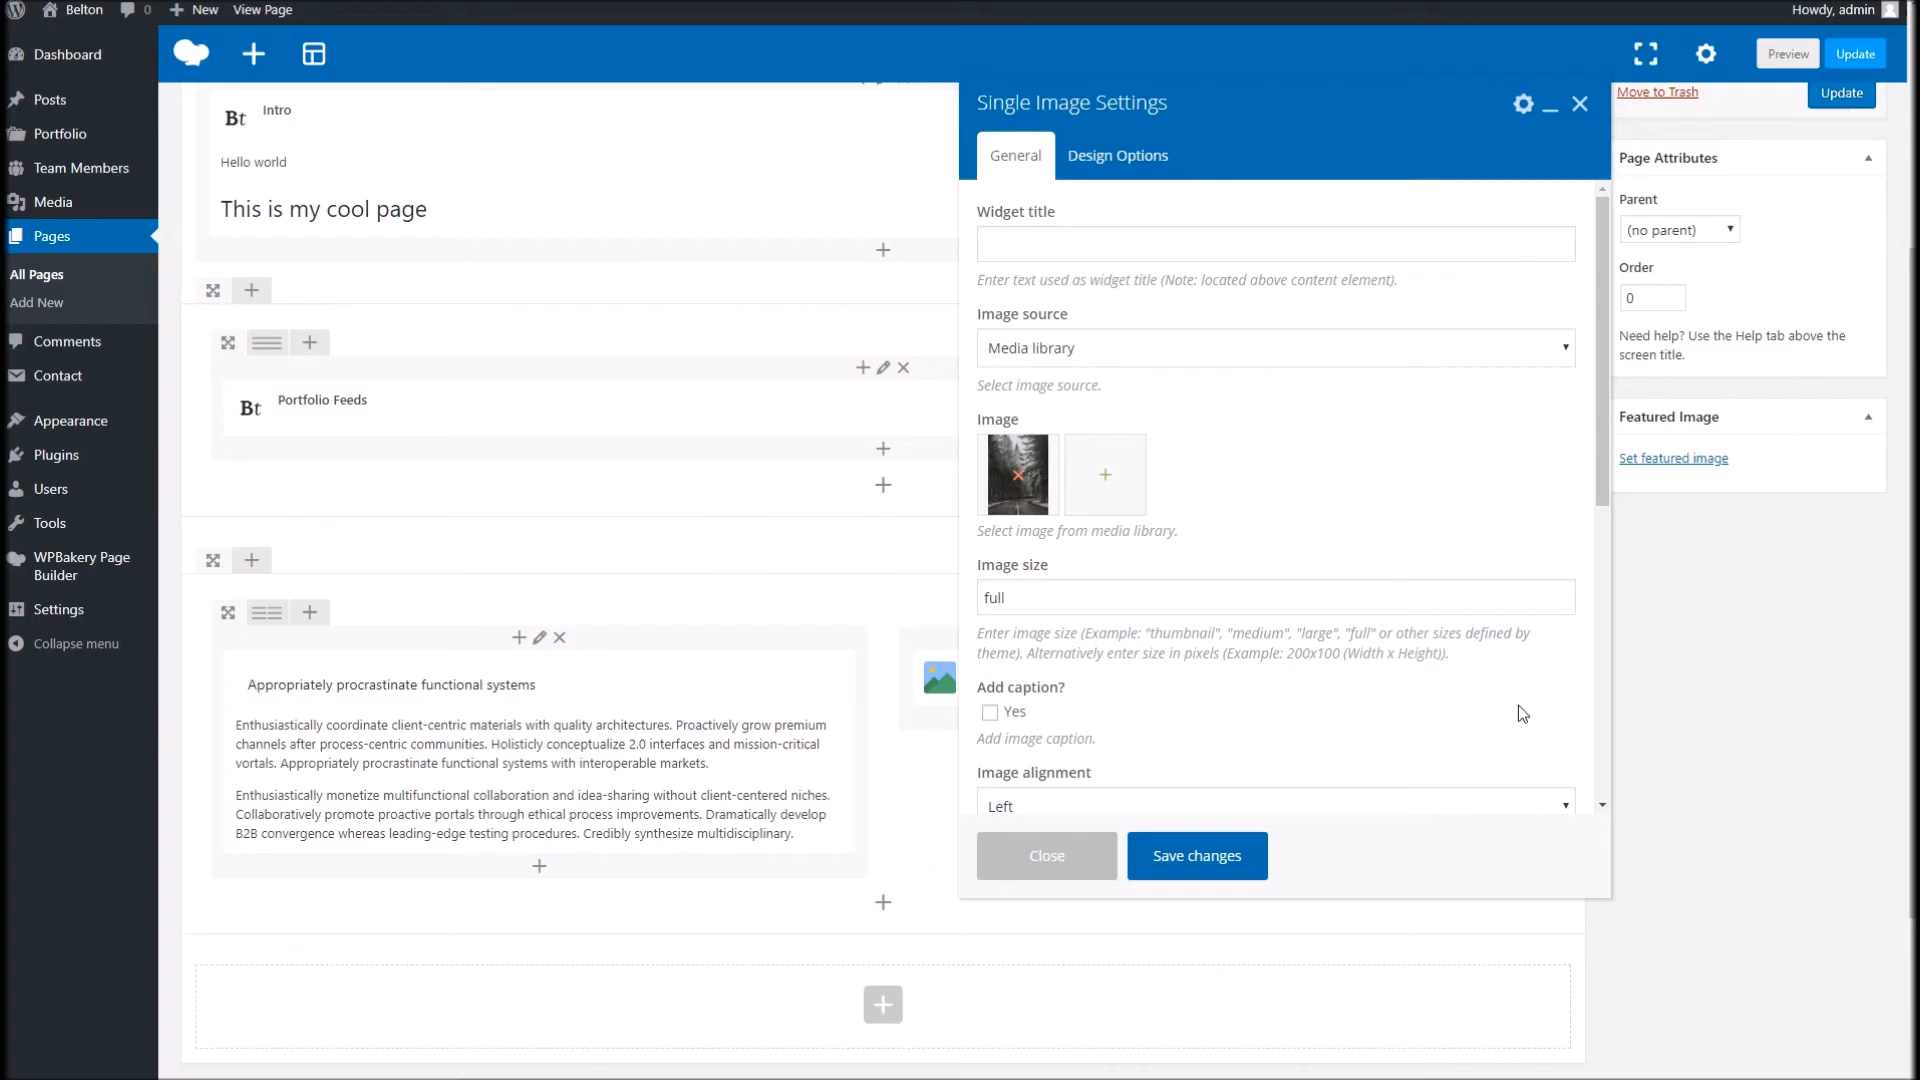 Belton
0
New
View Page
Howdy, admin
Dashboard
Posts
Portfolio
Team Members
Media
Pages
All Pages
Add New
Comments
Contact
Appearance
Plugins
Users
Tools
WPBakery Page
Builder
Settings
Collapse menu
Preview
Update
Bt
Intro
Hello world
This is my cool page
Bt
Portfolio Feeds
Appropriately procrastinate functional systems
Enthusiastically coordinate client-centric materials with quality architectures. Proactively grow premium
channels after process-centric communities. Holisticly conceptualize 2.0 interfaces and mission-critical
vortals. Appropriately procrastinate functional systems with interoperable markets.
Enthusiastically monetize multifunctional collaboration and idea-sharing without client-centered niches.
Collaboratively promote proactive portals through ethical process improvements. Dramatically develop
B2B convergence whereas leading-edge testing procedures. Credibly synthesize multidisciplinary.
Single Image Settings
General
Design Options
Widget title
Enter text used as widget title (Note: located above content element).
Image source
Media library
Select image source.
Image
Select image from media library.
Image size
full
Enter image size (Example: "thumbnail", "medium", "large", "full" or other sizes defined by
theme). Alternatively enter size in pixels (Example: 200x100 (Width x Height)).
Add caption?
Yes
Add image caption.
Image alignment
Left
Close
Save changes
Move to Trash
Update
Page Attributes
Parent
(no parent)
Order
0
Need help? Use the Help tab above the
screen title.
Featured Image
Set featured image